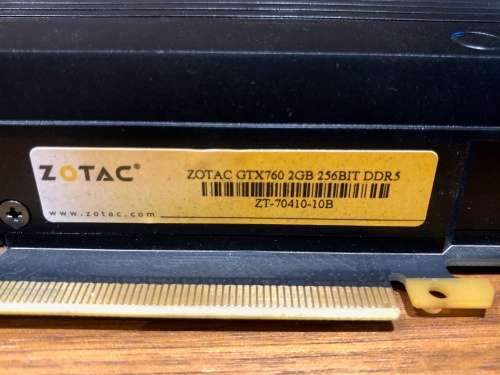 ZOTAC®
www.zotac.com
ZOTAC GTX760 2GB 256BIT DDR5
ZT-70410-10B